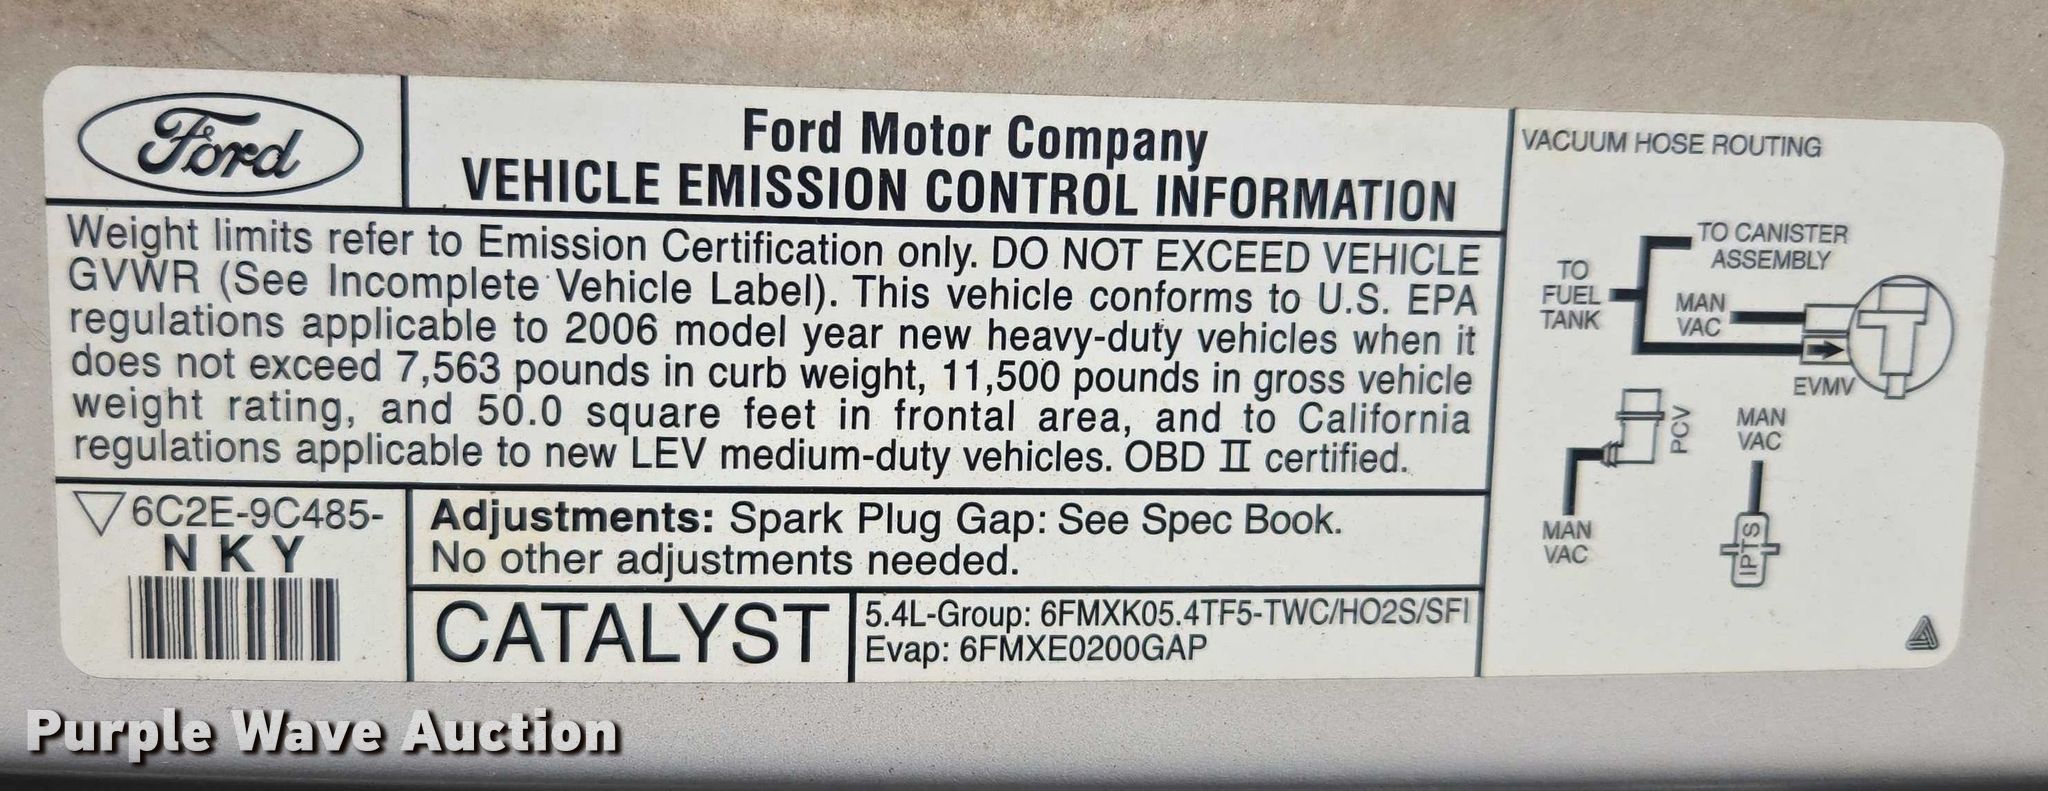 Ford
Ford Motor Company
VEHICLE EMISSION CONTROL INFORMATION
Weight limits refer to Emission Certification only. DO NOT EXCEED VEHICLE
GVWR (See Incomplete Vehicle Label). This vehicle conforms to U.S. EPA
regulations applicable to 2006 model year new heavy-duty vehicles when it
does not exceed 7,563 pounds in curb weight, 11,500 pounds in gross vehicle
weight rating, and 50.0 square feet in frontal area, and to California
regulations applicable to new LEV medium-duty vehicles. OBD II certified.
6C2E-9C485-
NKY
Adjustments: Spark Plug Gap: See Spec Book.
No other adjustments needed.
CATALYST
5.4L-Group: 6FMXK05.4TF5-TWC/HO2S/SFI
Evap: 6FMXE0200GAP
VACUUM HOSE ROUTING
TO CANISTER
ASSEMBLY
TO
FUEL
TANK
MAN
VAC
EVMV
PCV
MAN
VAC
MAN
VAC
IPTS
Purple Wave Auction